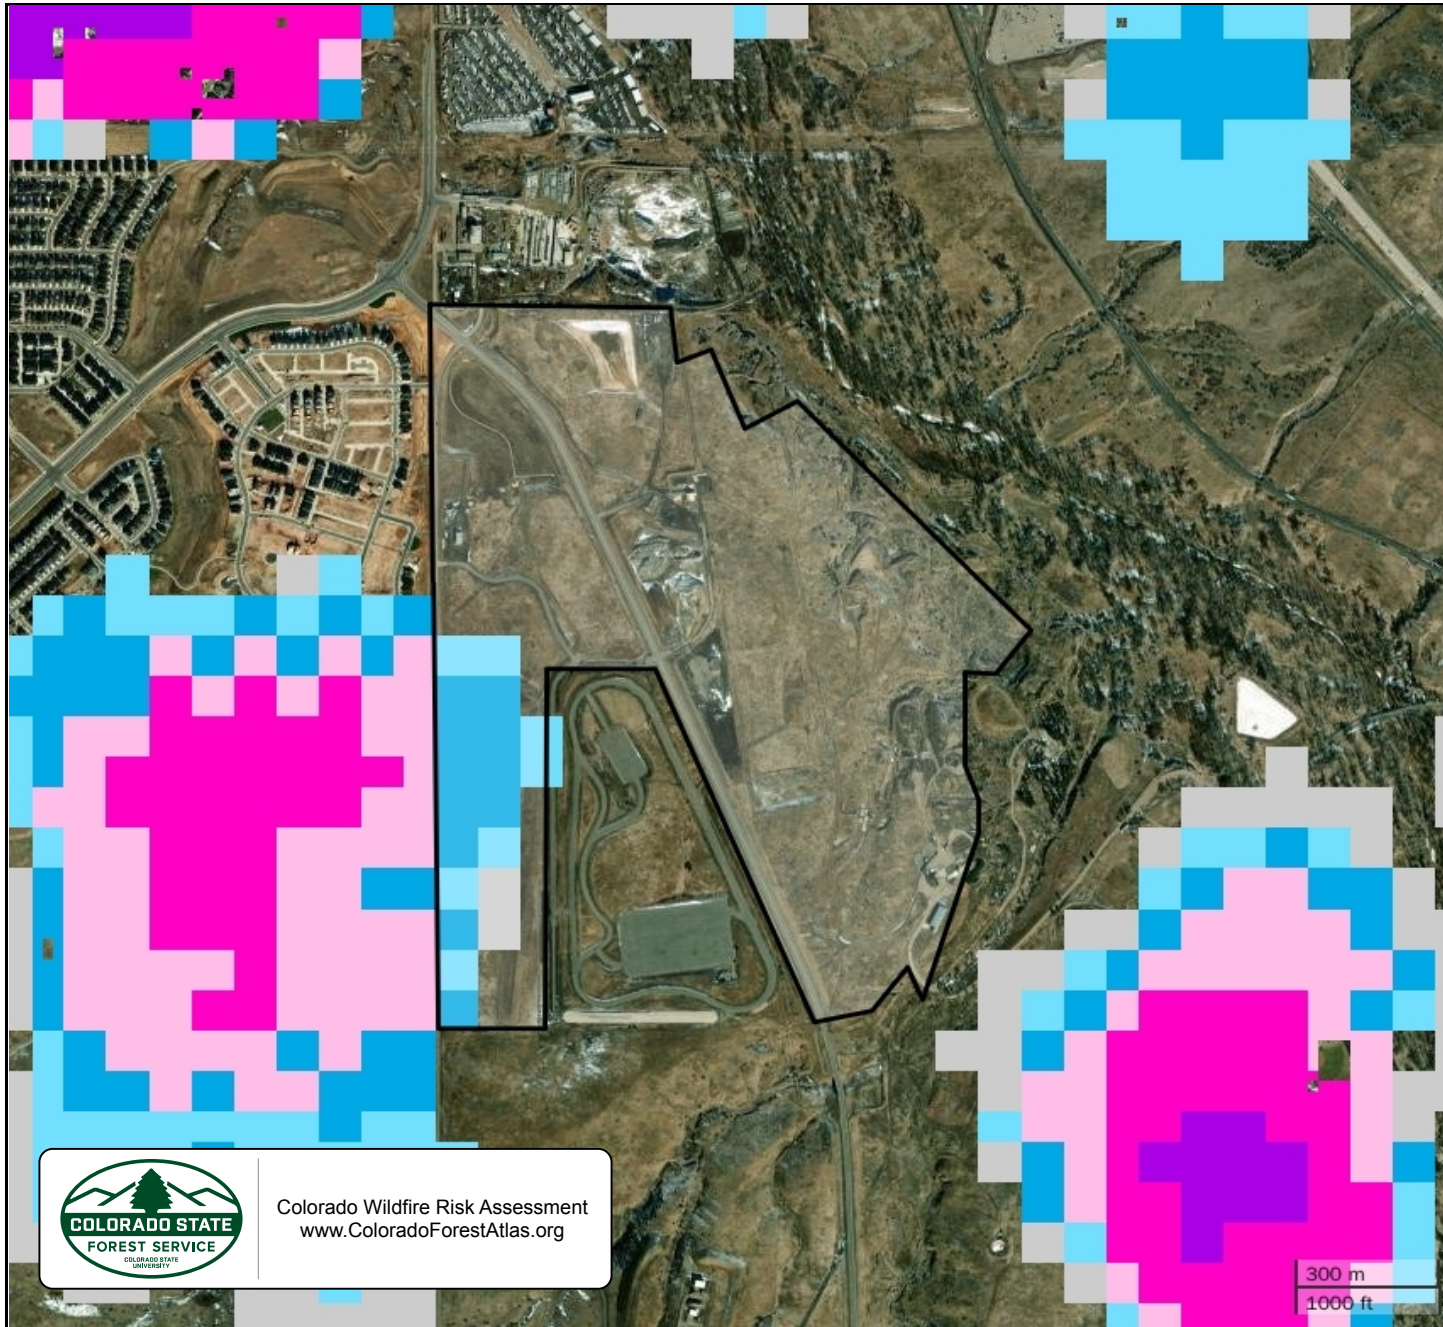 COLORADO STATE
FOREST SERVICE
COLORADO STATE
UNIVERSITY
Colorado Wildfire Risk Assessment
www.ColoradoForestAtlas.org
300 m
1000 ft